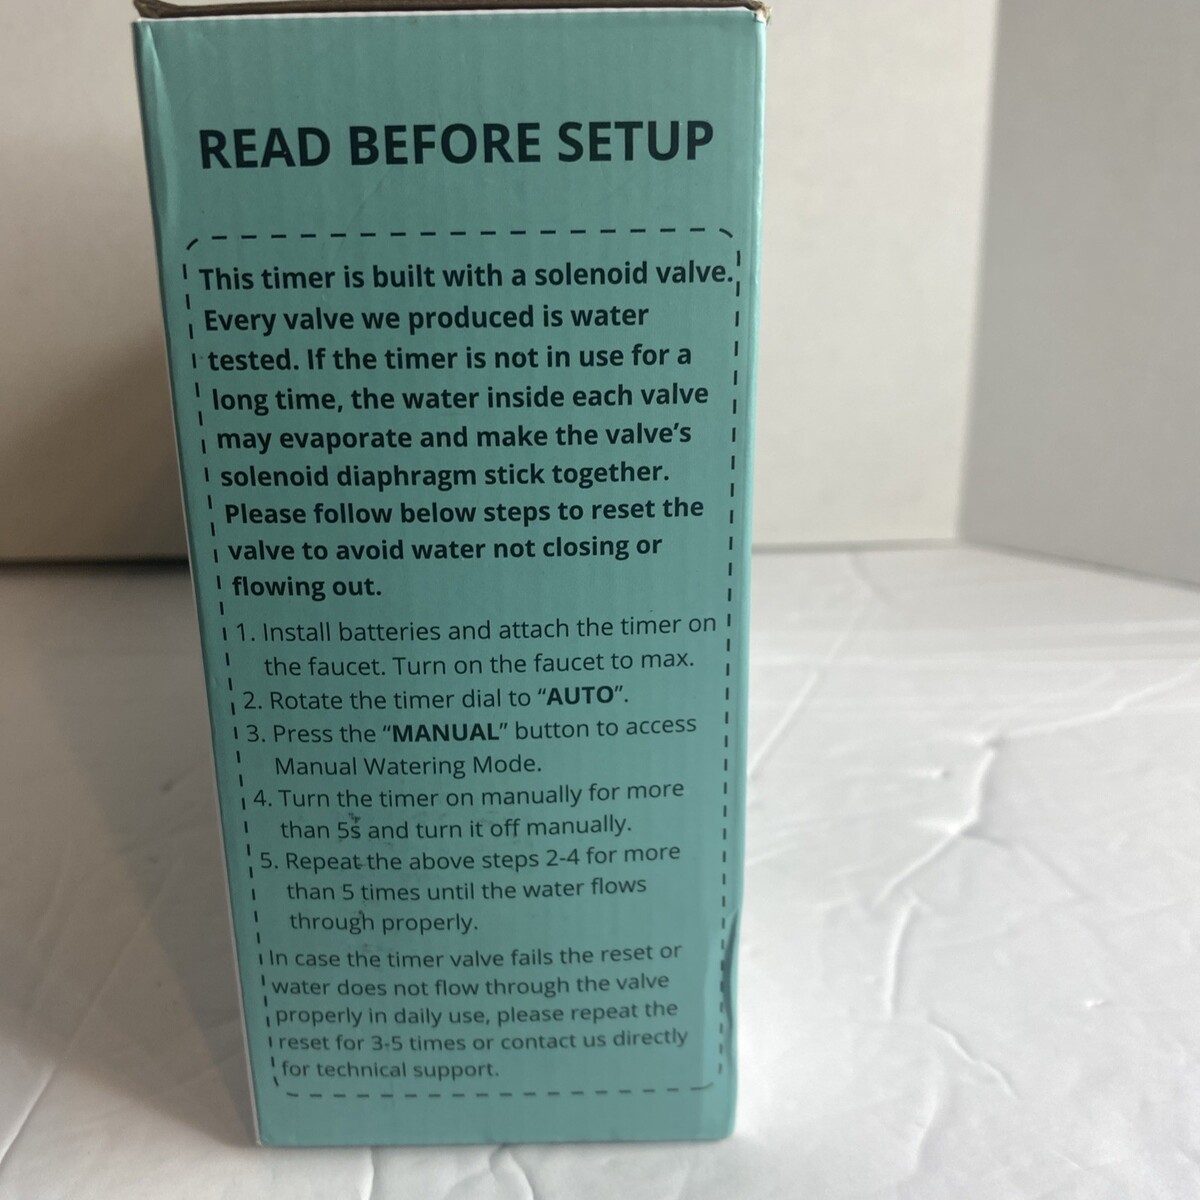 READ BEFORE SETUP
This timer is built with a solenoid valve.
Every valve we produced is water
tested. If the timer is not in use for a
long time, the water inside each valve
may evaporate and make the valve’s
solenoid diaphragm stick together.
Please follow below steps to reset the
valve to avoid water not closing or
flowing out.
1. Install batteries and attach the timer on
the faucet. Turn on the faucet to max.
2. Rotate the timer dial to “AUTO”.
3. Press the “MANUAL” button to access
Manual Watering Mode.
4. Turn the timer on manually for more
than 5s and turn it off manually.
5. Repeat the above steps 2-4 for more
than 5 times until the water flows
through properly.
In case the timer valve fails the reset or
water does not flow through the valve
properly in daily use, please repeat the
reset for 3-5 times or contact us directly
for technical support.